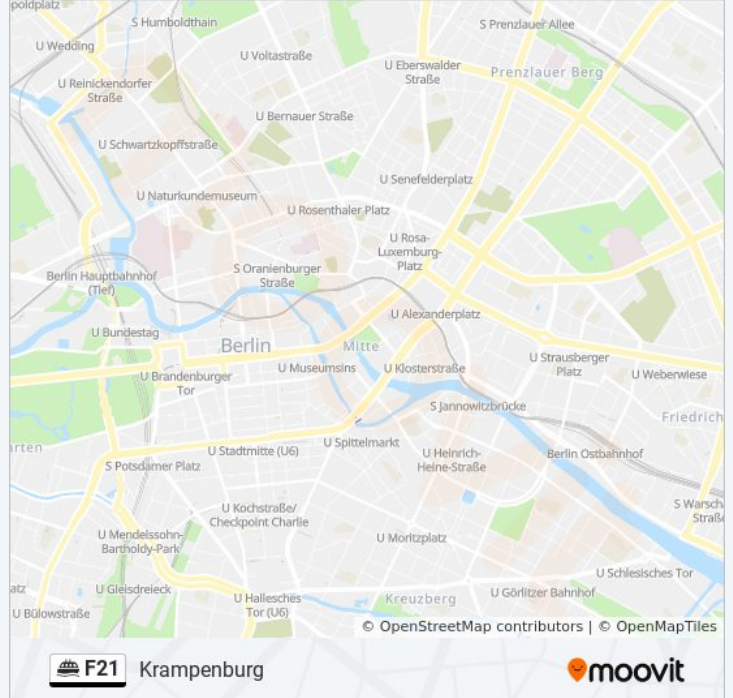 poldplatz
S Humboldthain
S Prenzlauer Allee
U Wedding
U Voltastraße
U Eberswalder
Straße
Prenzlauer Berg
U Reinickendorfer
Straße
U Bernauer Straße
U Schwartzkopffstraße
U Senefelderplatz
U Naturkundemuseum
U Rosenthaler Platz
U Rosa-
Luxemburg-
Platz
Berlin Hauptbahnhof
(Tief)
S Oranienburger
Straße
U Alexanderplatz
U Bundestag
Berlin
Mitte
U Strausberger
Platz
U Museumsins
U Klosterstraße
U Weberwiese
U Brandenburger
Tor
S Jannowitzbrücke
Friedrich
rten
U Spittelmarkt
U Stadtmitte (U6)
U Heinrich-
Heine-Straße
Berlin Ostbahnhof
S Potsdamer Platz
S Warsch
Straße
U Kochstraße/
Checkpoint Charlie
U Mendelssohn-
Bartholdy-Park
U Moritzplatz
U Schlesisches Tor
atz
U Gleisdreieck
U Hallesches
Tor (U6)
Kreuzberg
U Görlitzer Bahnhof
U Bülowstraße
© OpenStreetMap contributors | © OpenMapTiles
F21 Krampenburg
moovit